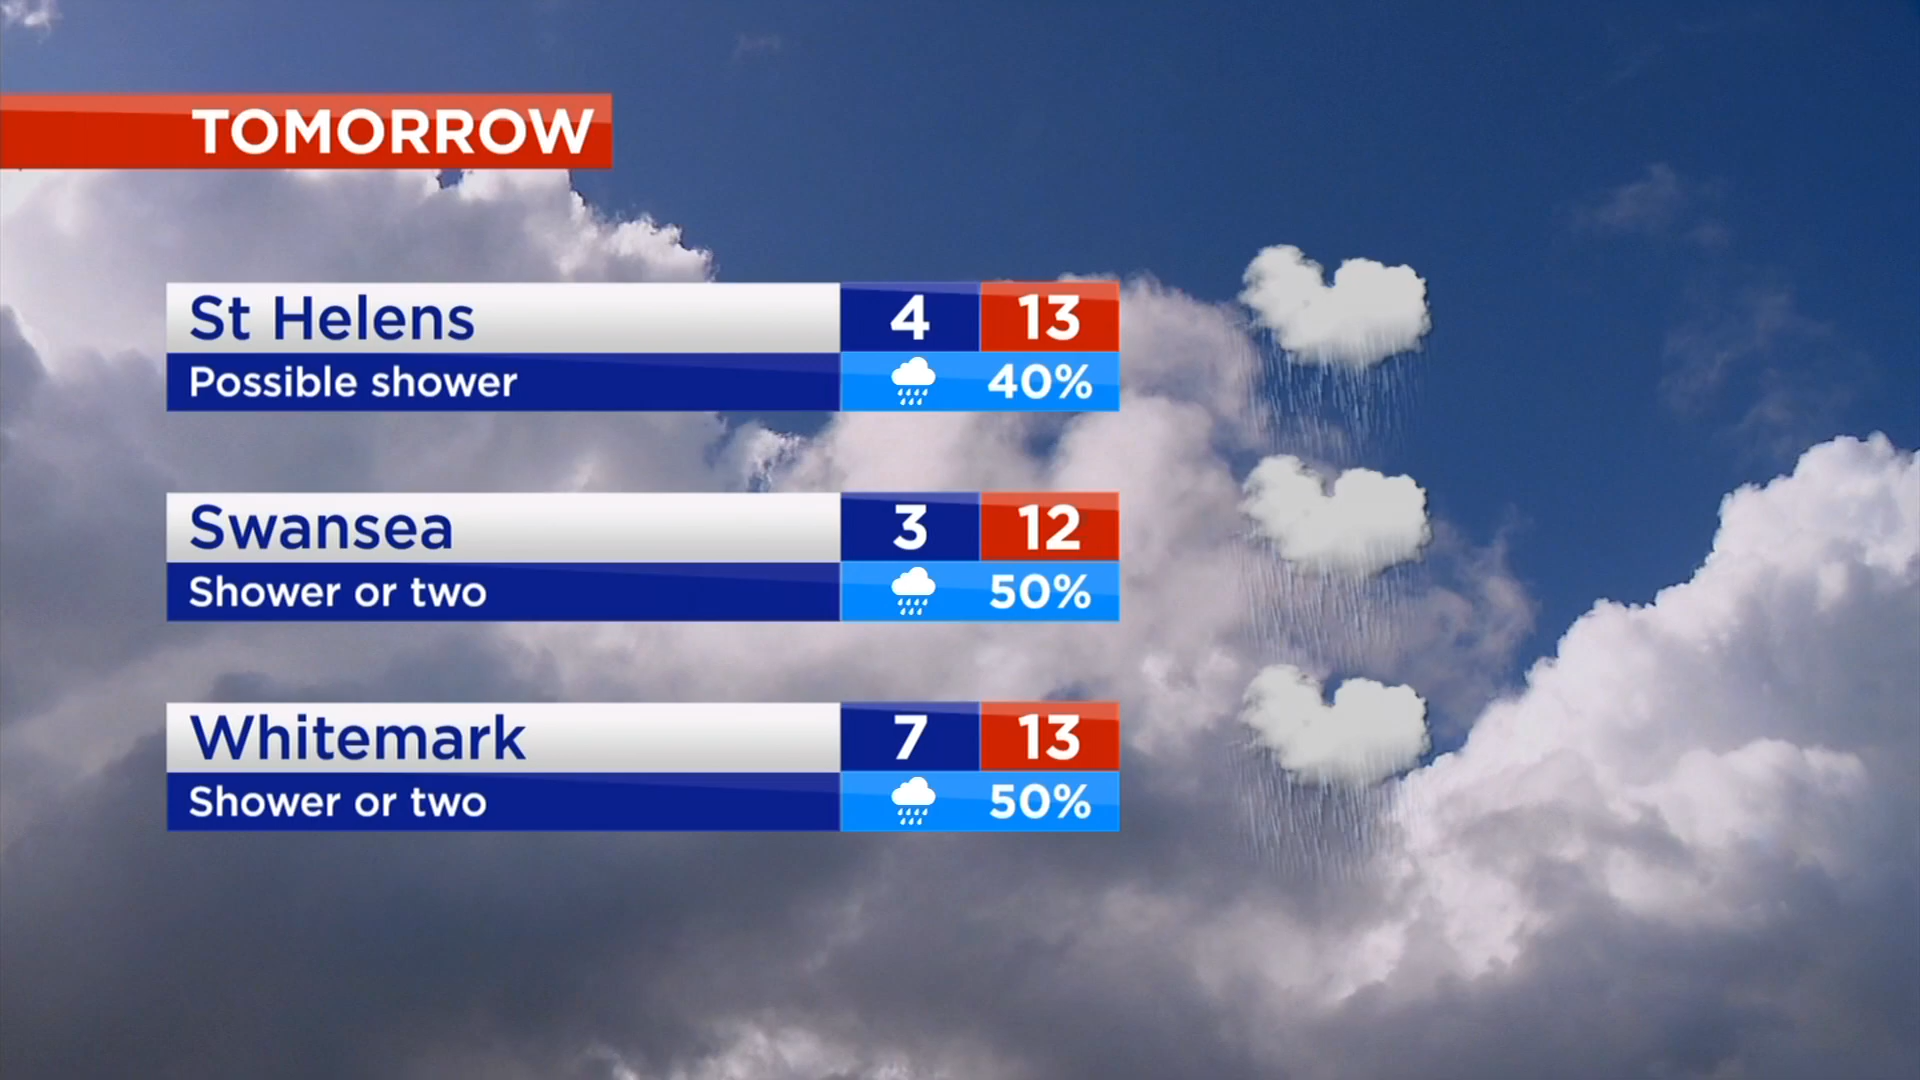 TOMORROW
St Helens 4 13
Possible shower 40%
Swansea 3 12
Shower or two 50%
Whitemark 7 13
Shower or two 50%